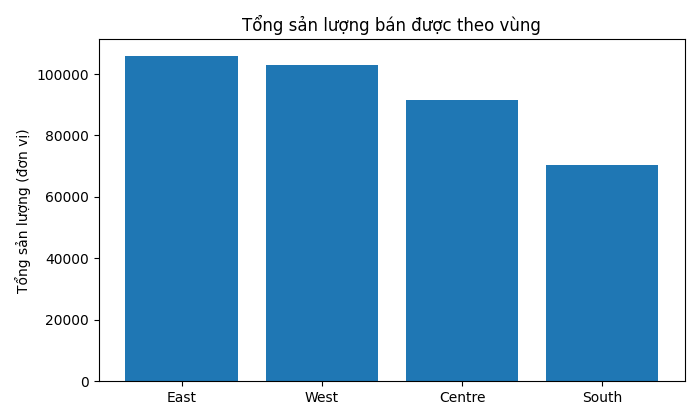 Tổng sản lượng bán được theo vùng
Tổng sản lượng (đơn vị)
100000
80000
60000
40000
20000
0
East West Centre South